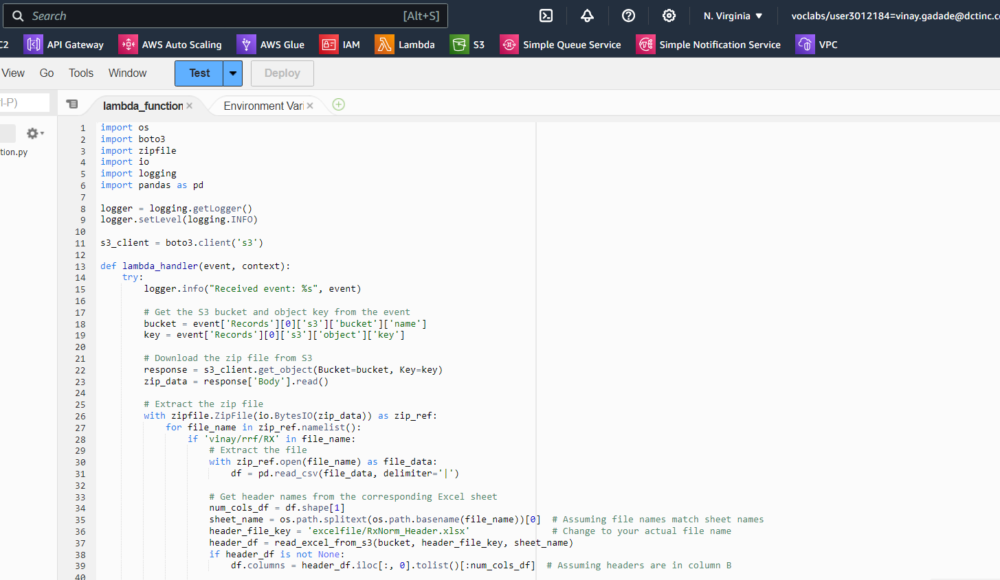 Search [Alt+S] N. Virginia voclabs/user3012184=vinay.gadade@dctinc.c
C2 API Gateway AWS Auto Scaling AWS Glue IAM Lambda S3 Simple Queue Service Simple Notification Service VPC
View Go Tools Window Test Deploy
l-P) lambda_function Environment Vari
tion.py
1 import os
2 import boto3
3 import zipfile
4 import io
5 import logging
6 import pandas as pd
7
8 logger = logging.getLogger()
9 logger.setLevel(logging.INFO)
10
11 s3_client = boto3.client('s3')
12
13 def lambda_handler(event, context):
14 try:
15 logger.info("Received event: %s", event)
16
17 # Get the S3 bucket and object key from the event
18 bucket = event['Records'][0]['s3']['bucket']['name']
19 key = event['Records'][0]['s3']['object']['key']
20
21 # Download the zip file from S3
22 response = s3_client.get_object(Bucket=bucket, Key=key)
23 zip_data = response['Body'].read()
24
25 # Extract the zip file
26 with zipfile.ZipFile(io.BytesIO(zip_data)) as zip_ref:
27 for file_name in zip_ref.namelist():
28 if 'vinay/rrf/RX' in file_name:
29 # Extract the file
30 with zip_ref.open(file_name) as file_data:
31 df = pd.read_csv(file_data, delimiter='|')
32
33 # Get header names from the corresponding Excel sheet
34 num_cols_df = df.shape[1]
35 sheet_name = os.path.splitext(os.path.basename(file_name))[0] # Assuming file names match sheet names
36 header_file_key = 'excelfile/RxNorm_Header.xlsx' # Change to your actual file name
37 header_df = read_excel_from_s3(bucket, header_file_key, sheet_name)
38 if header_df is not None:
39 df.columns = header_df.iloc[:, 0].tolist()[:num_cols_df] # Assuming headers are in column B
40